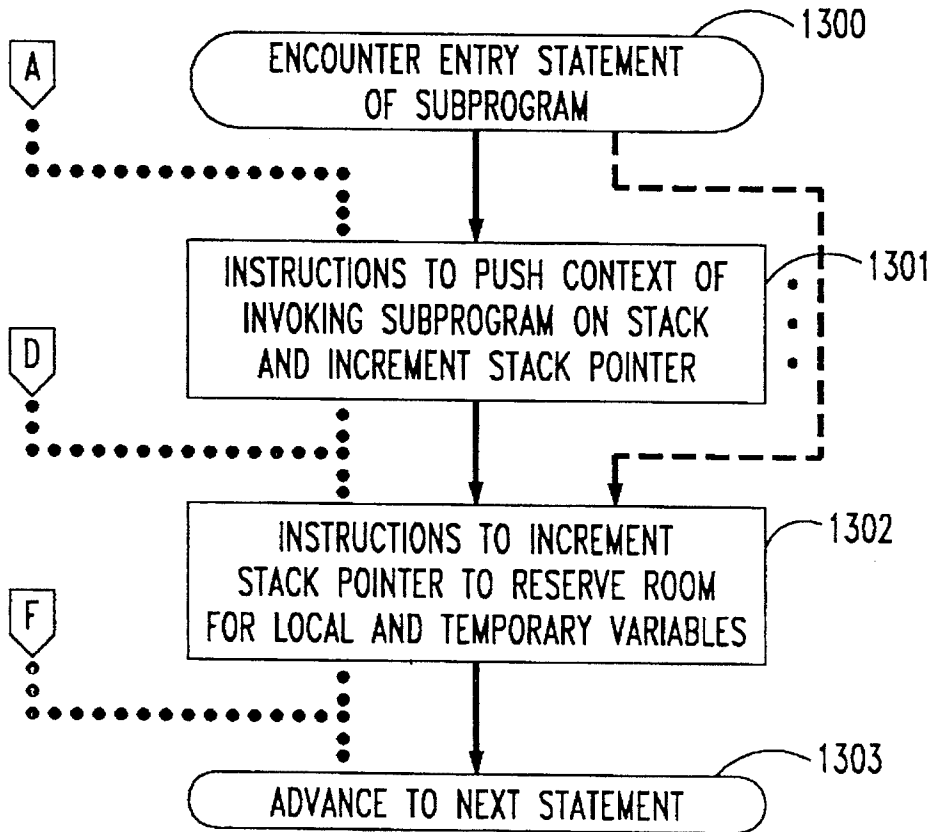 1300
A
ENCOUNTER ENTRY STATEMENT
OF SUBPROGRAM
1301
INSTRUCTIONS TO PUSH CONTEXT OF
INVOKING SUBPROGRAM ON STACK
AND INCREMENT STACK POINTER
D
1302
INSTRUCTIONS TO INCREMENT
STACK POINTER TO RESERVE ROOM
FOR LOCAL AND TEMPORARY VARIABLES
F
1303
ADVANCE TO NEXT STATEMENT